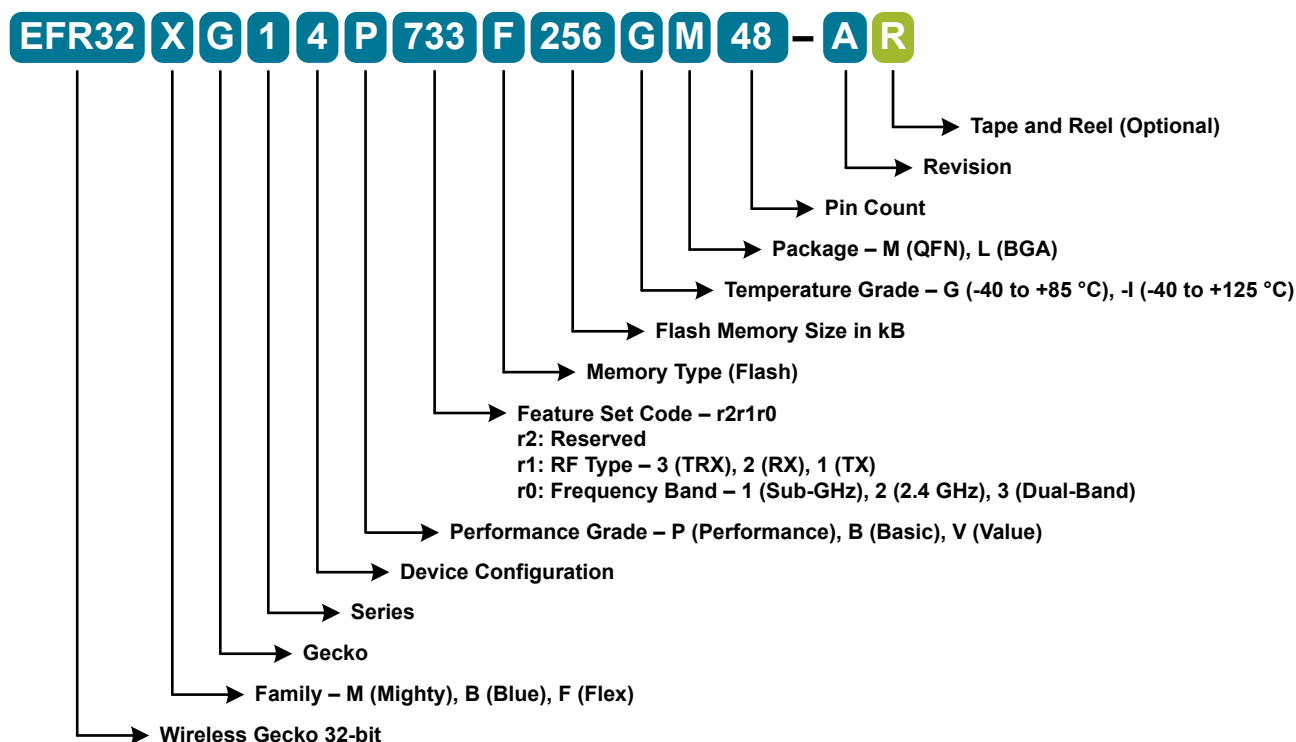 EFR32 X G 1 4 P 733 F 256 G M 48 – A R
Tape and Reel (Optional)
Revision
Pin Count
Package – M (QFN), L (BGA)
Temperature Grade – G (-40 to +85 °C), -I (-40 to +125 °C)
Flash Memory Size in kB
Memory Type (Flash)
Feature Set Code – r2r1r0
r2: Reserved
r1: RF Type – 3 (TRX), 2 (RX), 1 (TX)
r0: Frequency Band – 1 (Sub-GHz), 2 (2.4 GHz), 3 (Dual-Band)
Performance Grade – P (Performance), B (Basic), V (Value)
Device Configuration
Series
Gecko
Family – M (Mighty), B (Blue), F (Flex)
Wireless Gecko 32-bit